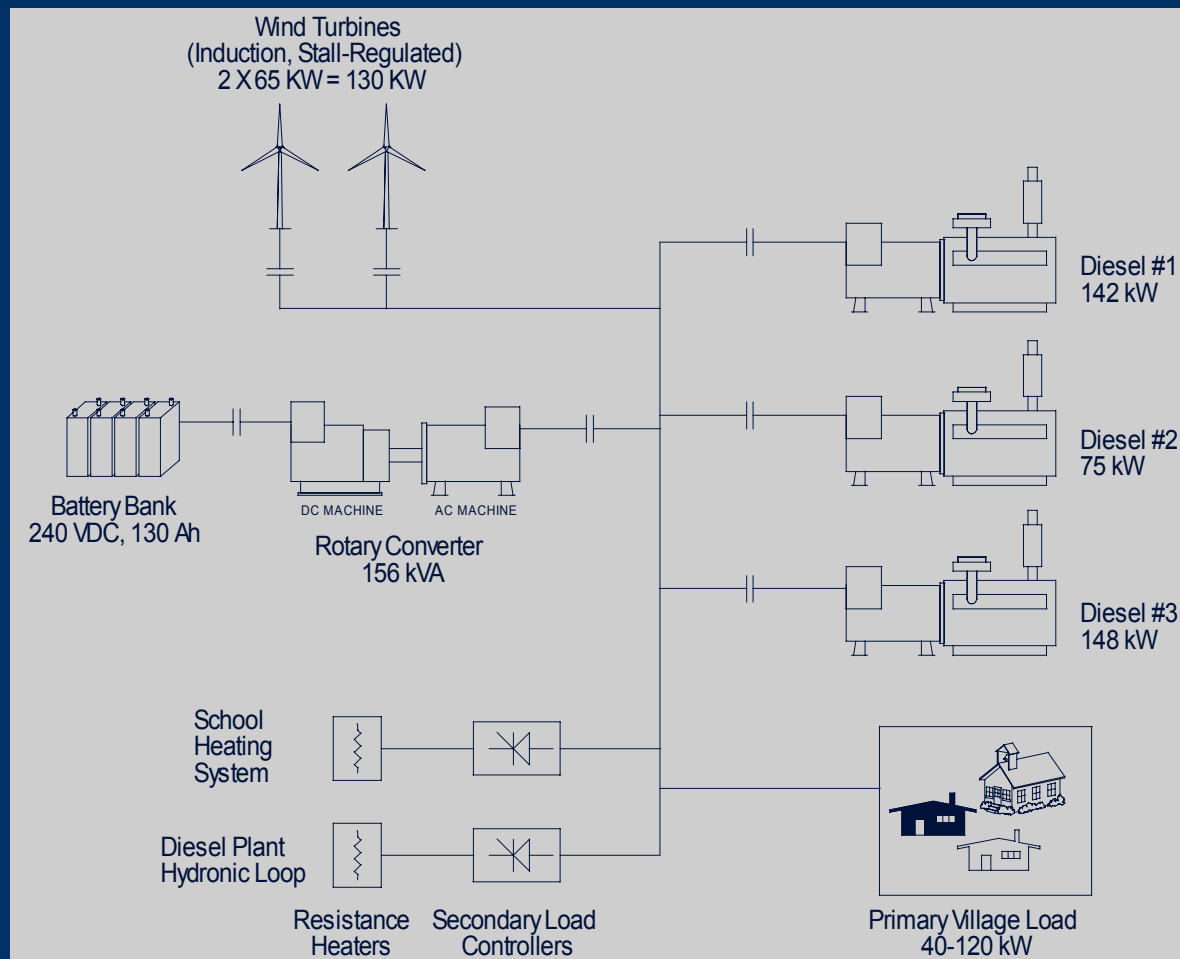 Wind Turbines
(Induction, Stall-Regulated)
2 X 65 KW = 130 KW
Diesel #1
142 kW
Diesel #2
75 kW
Battery Bank
240 VDC, 130 Ah
DC MACHINE
AC MACHINE
Rotary Converter
156 kVA
Diesel #3
148 kW
School
Heating
System
Diesel Plant
Hydronic Loop
Resistance
Heaters
Secondary Load
Controllers
Primary Village Load
40-120 kW